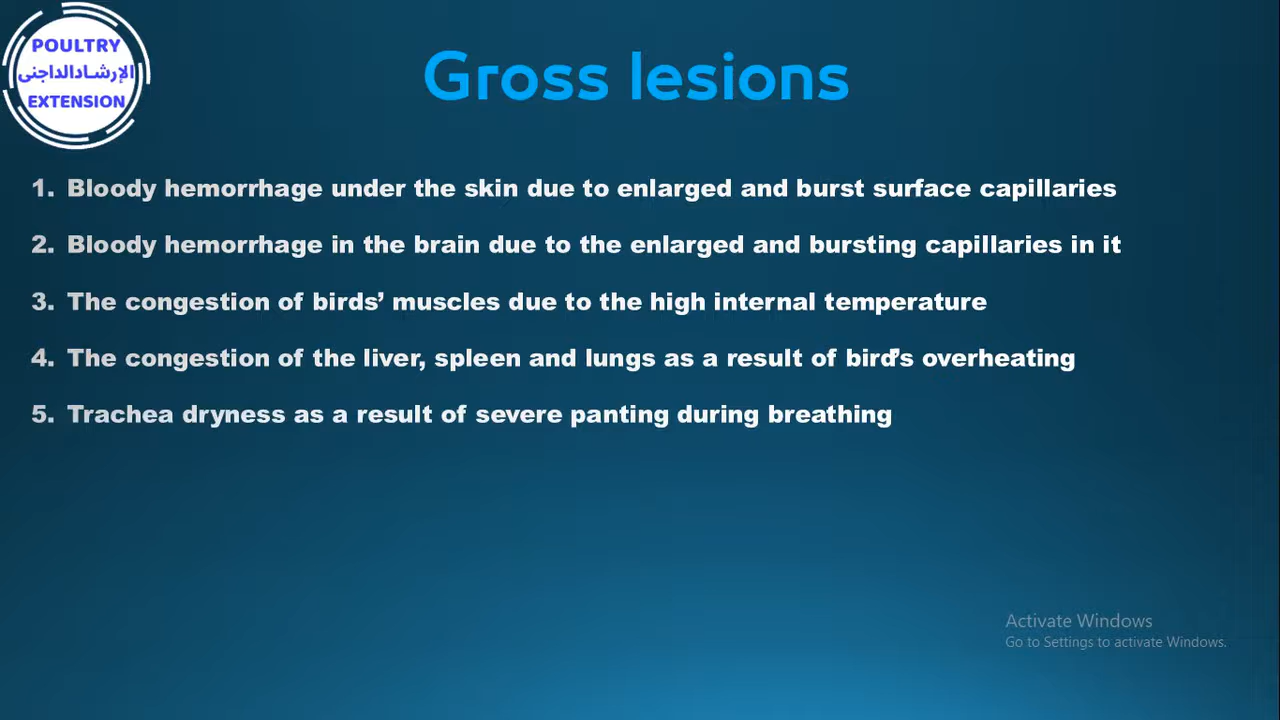 POULTRY
الإرشادالداجنى
EXTENSION
Gross lesions
1. Bloody hemorrhage under the skin due to enlarged and burst surface capillaries
2. Bloody hemorrhage in the brain due to the enlarged and bursting capillaries in it
3. The congestion of birds’ muscles due to the high internal temperature
4. The congestion of the liver, spleen and lungs as a result of bird’s overheating
5. Trachea dryness as a result of severe panting during breathing
Activate Windows
Go to Settings to activate Windows.